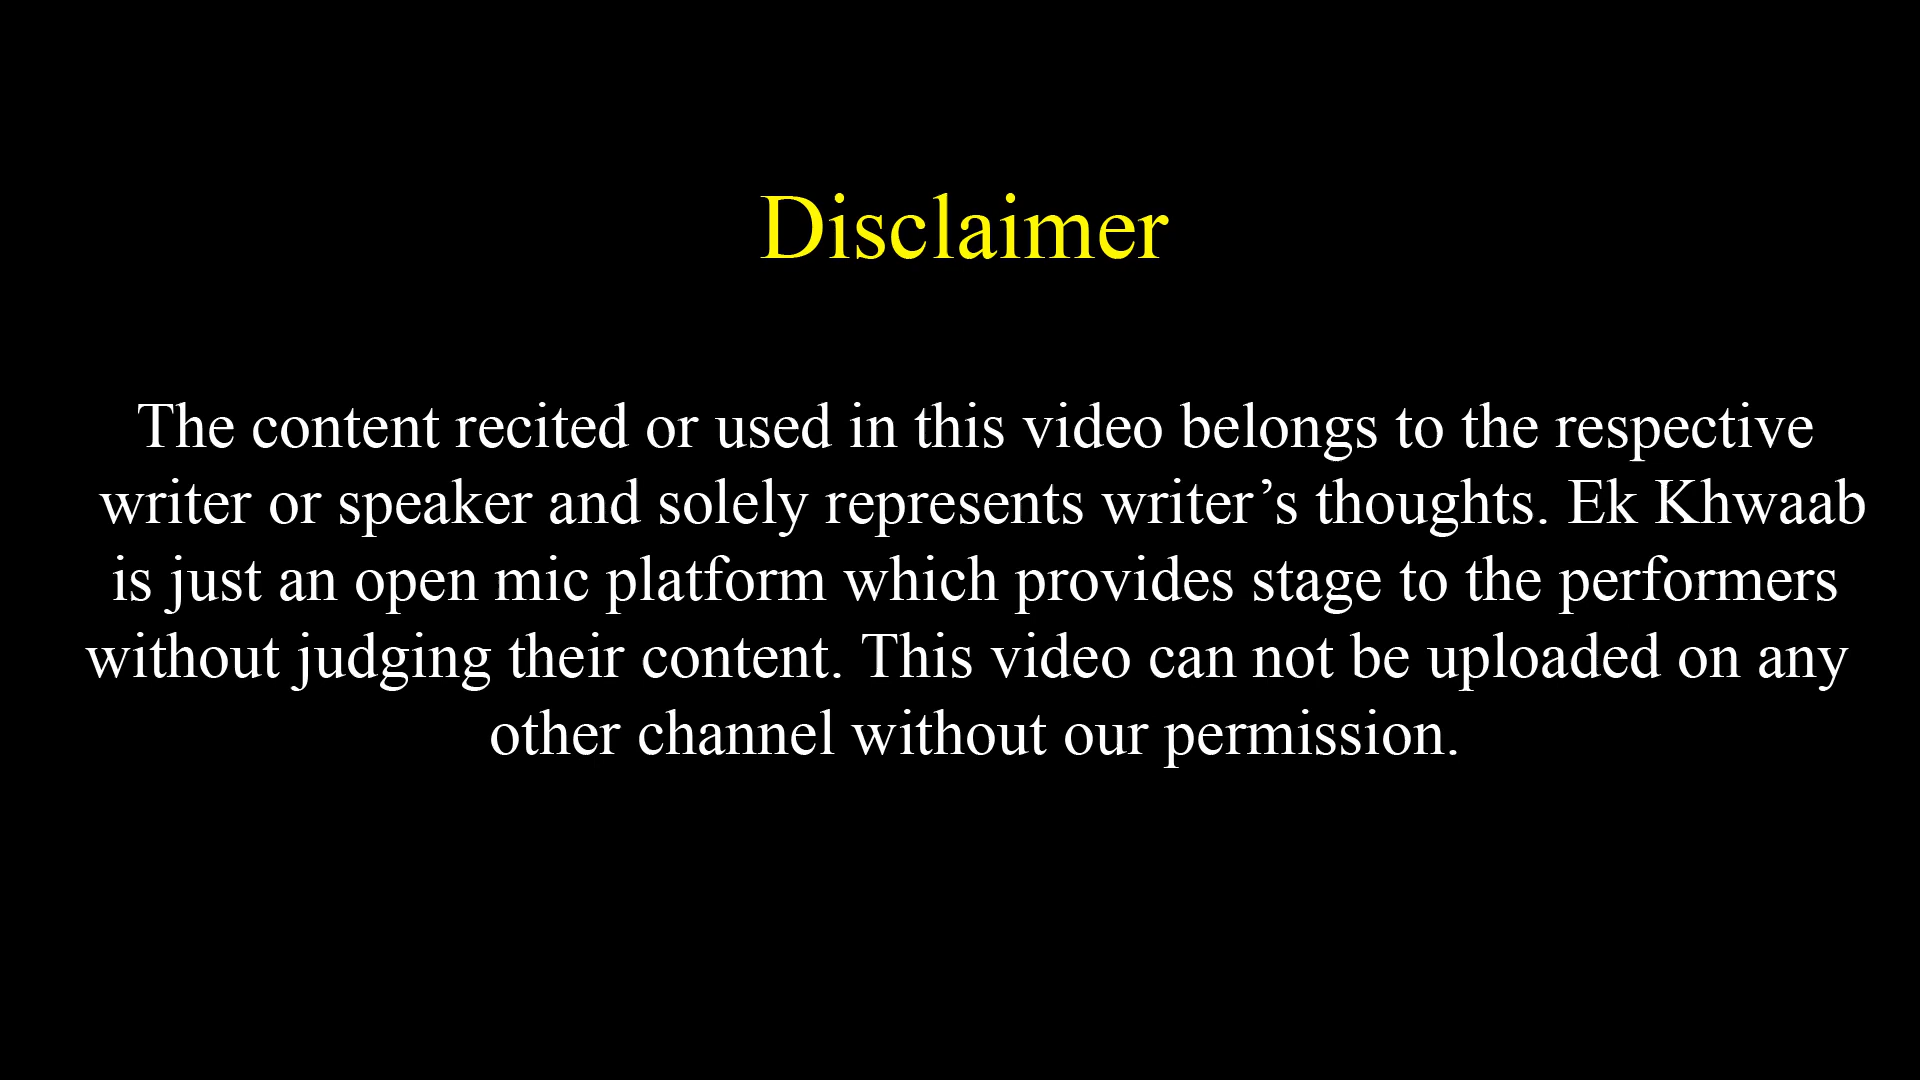 Disclaimer
The content recited or used in this video belongs to the respective
writer or speaker and solely represents writer’s thoughts. Ek Khwaab
is just an open mic platform which provides stage to the performers
without judging their content. This video can not be uploaded on any
other channel without our permission.